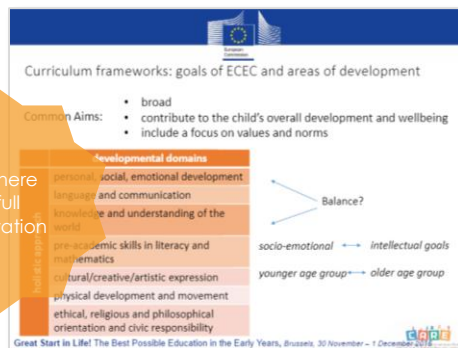 European
Commission
Curriculum frameworks: goals of ECEC and areas of development
Common Aims:
• broad
• contribute to the child's overall development and wellbeing
• include a focus on values and norms
here
full
ation
developmental domains
holistic approach
personal, social, emotional development
language and communication
knowledge and understanding of the
world
pre-academic skills in literacy and
mathematics
cultural/creative/artistic expression
physical development and movement
ethical, religious and philosophical
orientation and civic responsibility
Balance?
socio-emotional intellectual goals
younger age group older age group
Great Start in Life! The Best Possible Education in the Early Years, Brussels, 30 November – 1 December